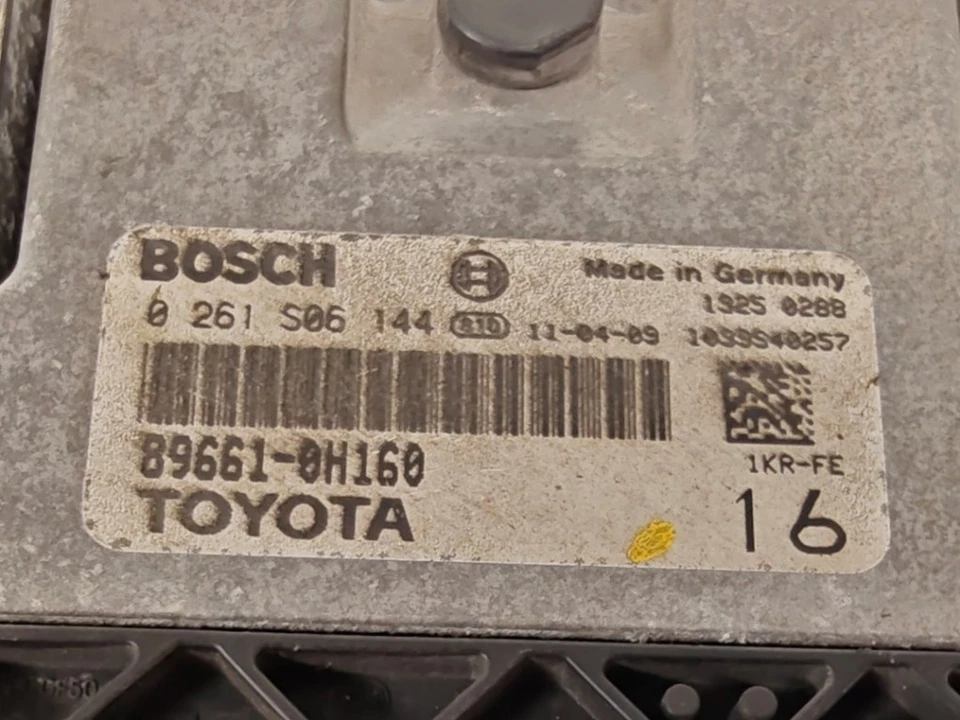 BOSCH
Made in Germany
1325 0288
0 261 S06 144
11-04-09
1039S40257
89661-0H160
1KR-FE
TOYOTA
16